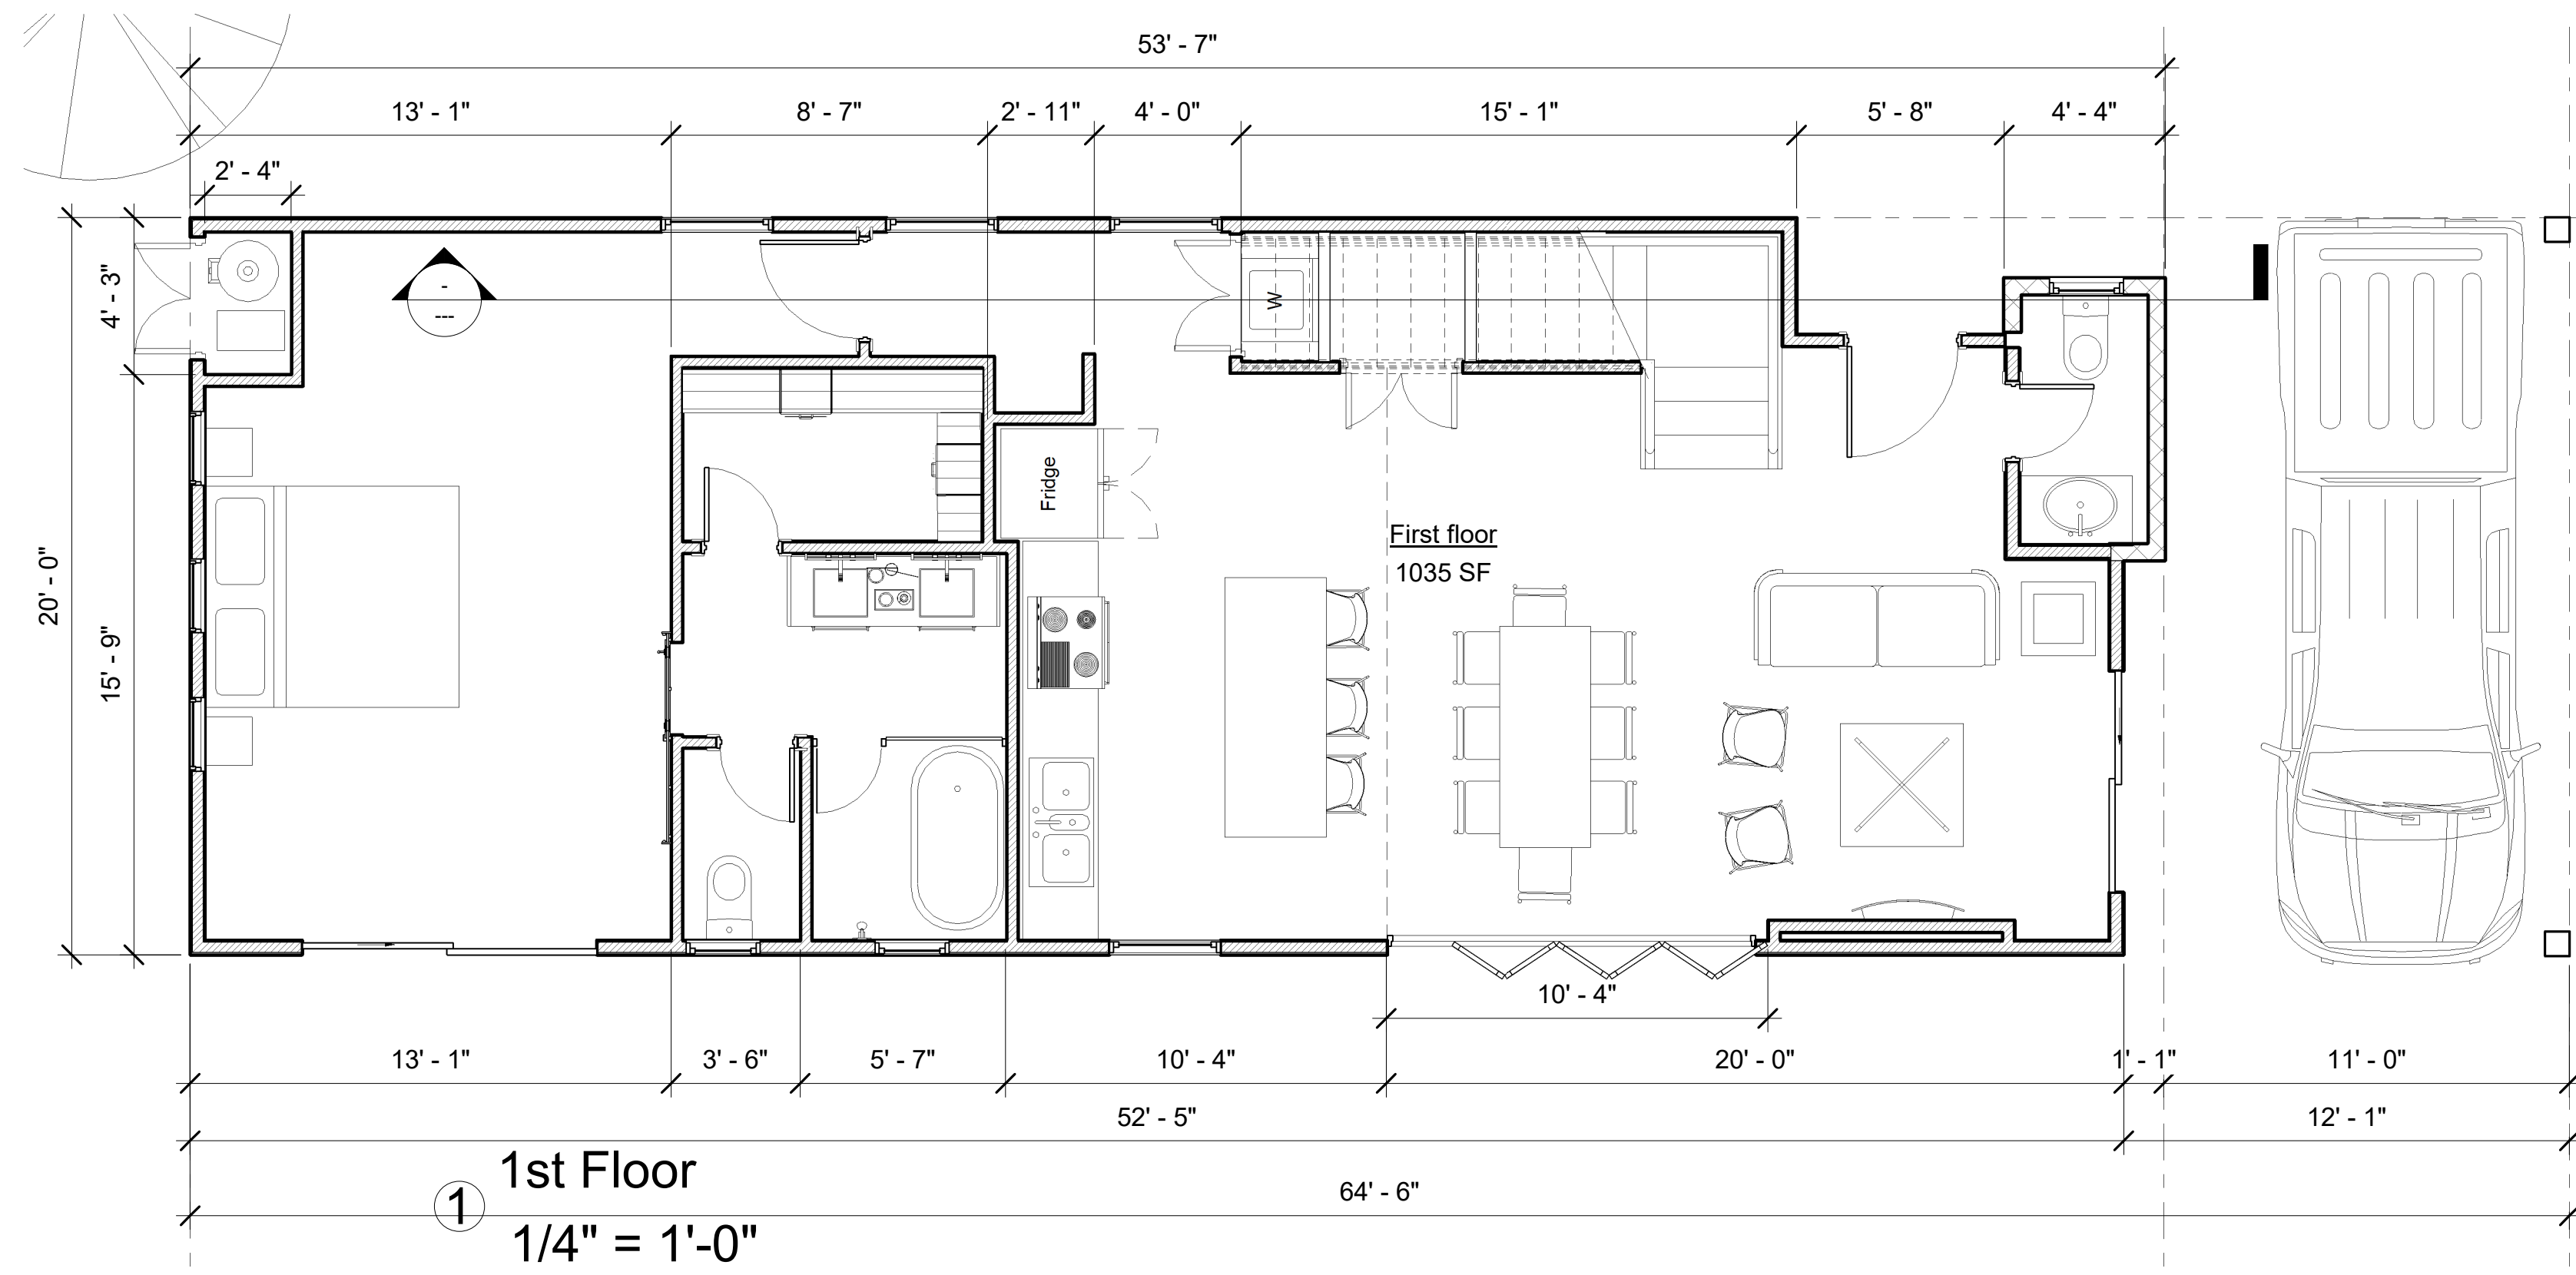 53' - 7"
13' - 1"
8' - 7"
2' - 11"
4' - 0"
15' - 1"
5' - 8"
4' - 4"
2' - 4"
4' - 3"
-
---
W
Fridge
First floor
1035 SF
20' - 0"
15' - 9"
10' - 4"
13' - 1"
3' - 6"
5' - 7"
10' - 4"
20' - 0"
1' - 1"
11' - 0"
52' - 5"
12' - 1"
1st Floor
64' - 6"
1
1/4" = 1'-0"